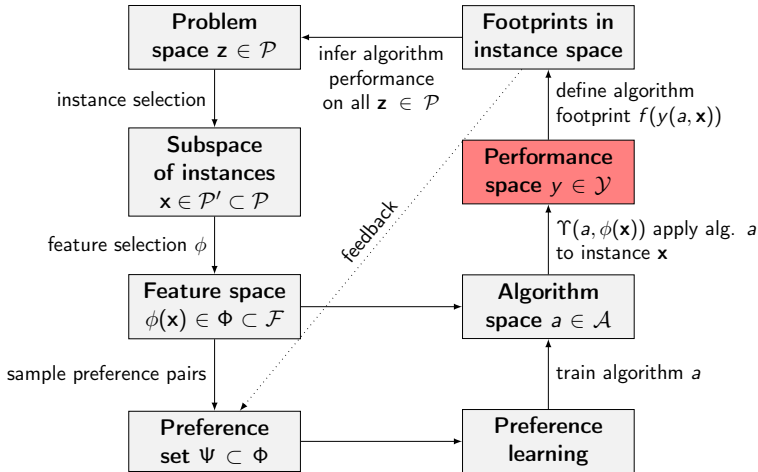 Problem
space z ∈ 𝒫
Footprints in
instance space
infer algorithm
performance
on all z ∈ 𝒫
instance selection
define algorithm
footprint f(y(a, x))
Subspace
of instances
x ∈ 𝒫′ ⊂ 𝒫
Performance
space y ∈ 𝒴
feedback
feature selection ϕ
ϒ(a, ϕ(x)) apply alg. a
to instance x
Feature space
ϕ(x) ∈ Φ ⊂ ℱ
Algorithm
space a ∈ 𝒜
sample preference pairs
train algorithm a
Preference
set Ψ ⊂ Φ
Preference
learning